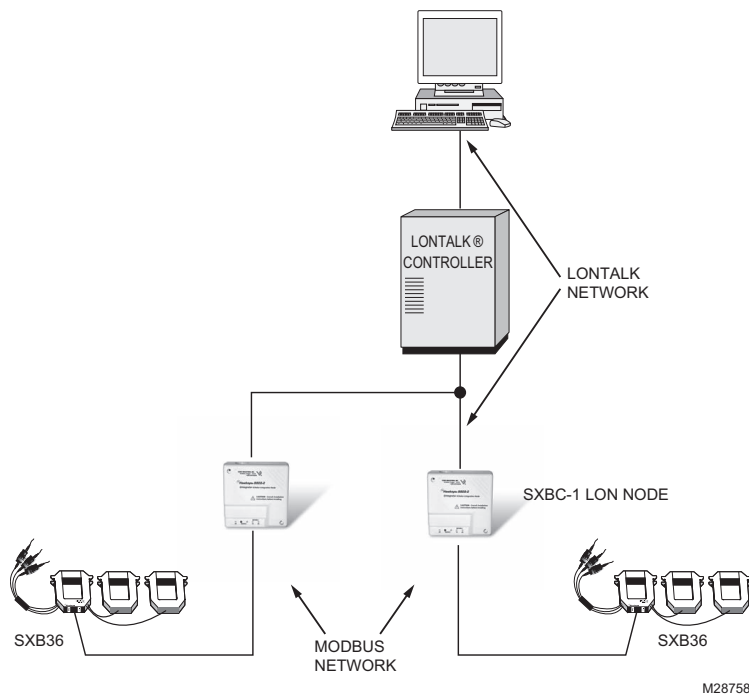 LONTALK ®
CONTROLLER
LONTALK
NETWORK
SXBC-1 LON NODE
SXB36
MODBUS
NETWORK
SXB36
M28758